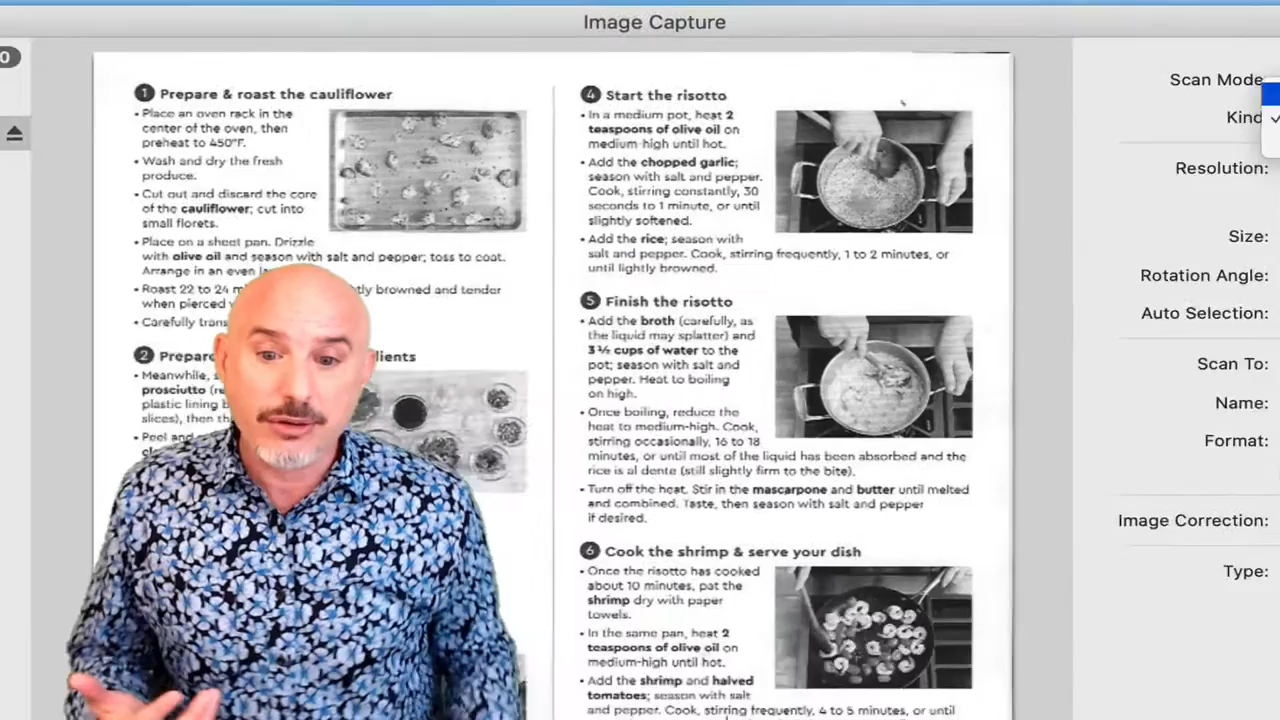 Image Capture
0
Scan Mode:
Kind
Resolution:
Size:
Rotation Angle:
Auto Selection:
Scan To:
Name:
Format:
Image Correction:
Type:
1 Prepare & roast the cauliflower
• Place an oven rack in the
center of the oven, then
preheat to 450°F.
• Wash and dry the fresh
produce.
• Cut out and discard the core
of the cauliflower; cut into
small florets.
• Place on a sheet pan. Drizzle
with olive oil and season with salt and pepper; toss to coat.
Arrange in an even
• Roast 22 to 24 browned and tender
when pierced
• Carefully
2
• Meanwhile,
prosciutto
plastic lining
slices), then
• Peel and
4 Start the risotto
• In a medium pot, heat 2
teaspoons of olive oil on
medium-high until hot.
• Add the chopped garlic;
season with salt and pepper.
Cook, stirring constantly, 30
seconds to 1 minute, or until
slightly softened.
• Add the rice; season with
salt and pepper. Cook, stirring frequently, 1 to 2 minutes, or
until lightly browned.
5 Finish the risotto
• Add the broth (carefully, as
the liquid may splatter) and
3 ½ cups of water to the
pot; season with salt and
pepper. Heat to boiling
on high.
• Once boiling, reduce the
heat to medium-high. Cook,
stirring occasionally, 16 to 18
minutes, or until most of the liquid has been absorbed and the
rice is al dente (still slightly firm to the bite).
• Turn off the heat. Stir in the mascarpone and butter until melted
and combined. Taste, then season with salt and pepper
if desired.
6 Cook the shrimp & serve your dish
• Once the risotto has cooked
about 10 minutes, pat the
shrimp dry with paper
towels.
• In the same pan, heat 2
teaspoons of olive oil on
medium-high until hot.
• Add the shrimp and halved
tomatoes; season with salt
and pepper. Cook, stirring frequently, 4 to 5 minutes, or until